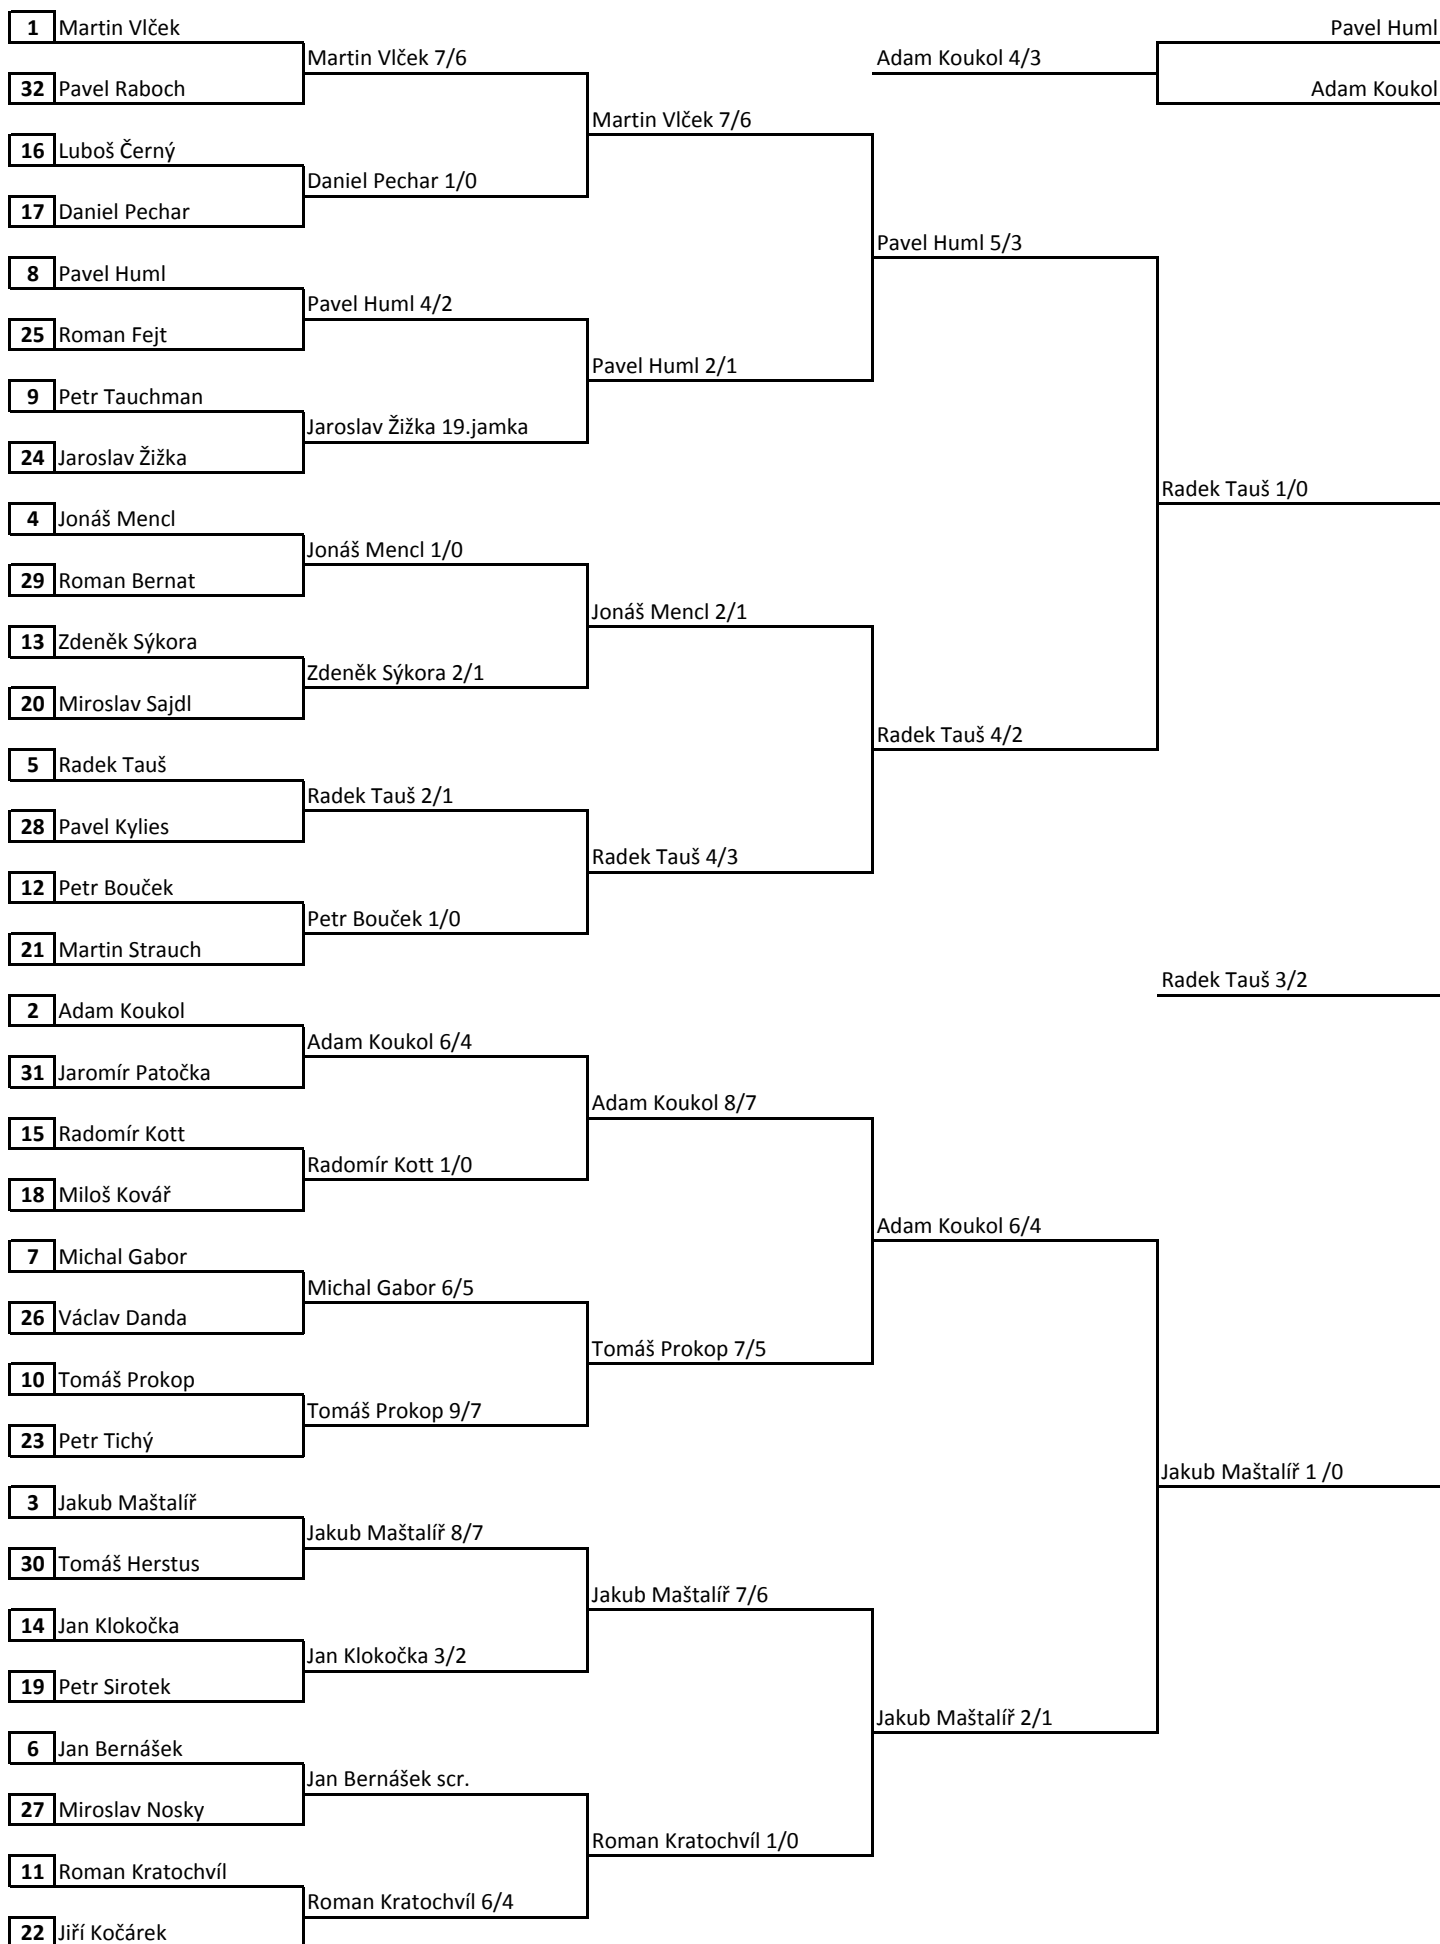 1 Martin Vlček
Pavel Huml
Martin Vlček 7/6
Adam Koukol 4/3
32 Pavel Raboch
Adam Koukol
Martin Vlček 7/6
16 Luboš Černý
Daniel Pechar 1/0
17 Daniel Pechar
Pavel Huml 5/3
8 Pavel Huml
Pavel Huml 4/2
25 Roman Fejt
Pavel Huml 2/1
9 Petr Tauchman
Jaroslav Žižka 19.jamka
24 Jaroslav Žižka
Radek Tauš 1/0
4 Jonáš Mencl
Jonáš Mencl 1/0
29 Roman Bernat
Jonáš Mencl 2/1
13 Zdeněk Sýkora
Zdeněk Sýkora 2/1
20 Miroslav Sajdl
Radek Tauš 4/2
5 Radek Tauš
Radek Tauš 2/1
28 Pavel Kylies
Radek Tauš 4/3
12 Petr Bouček
Petr Bouček 1/0
21 Martin Strauch
Radek Tauš 3/2
2 Adam Koukol
Adam Koukol 6/4
31 Jaromír Patočka
Adam Koukol 8/7
15 Radomír Kott
Radomír Kott 1/0
18 Miloš Kovář
Adam Koukol 6/4
7 Michal Gabor
Michal Gabor 6/5
26 Václav Danda
Tomáš Prokop 7/5
10 Tomáš Prokop
Tomáš Prokop 9/7
23 Petr Tichý
Jakub Maštalíř 1 /0
3 Jakub Maštalíř
Jakub Maštalíř 8/7
30 Tomáš Herstus
Jakub Maštalíř 7/6
14 Jan Klokočka
Jan Klokočka 3/2
19 Petr Sirotek
Jakub Maštalíř 2/1
6 Jan Bernášek
Jan Bernášek scr.
27 Miroslav Nosky
Roman Kratochvíl 1/0
11 Roman Kratochvíl
Roman Kratochvíl 6/4
22 Jiří Kočárek